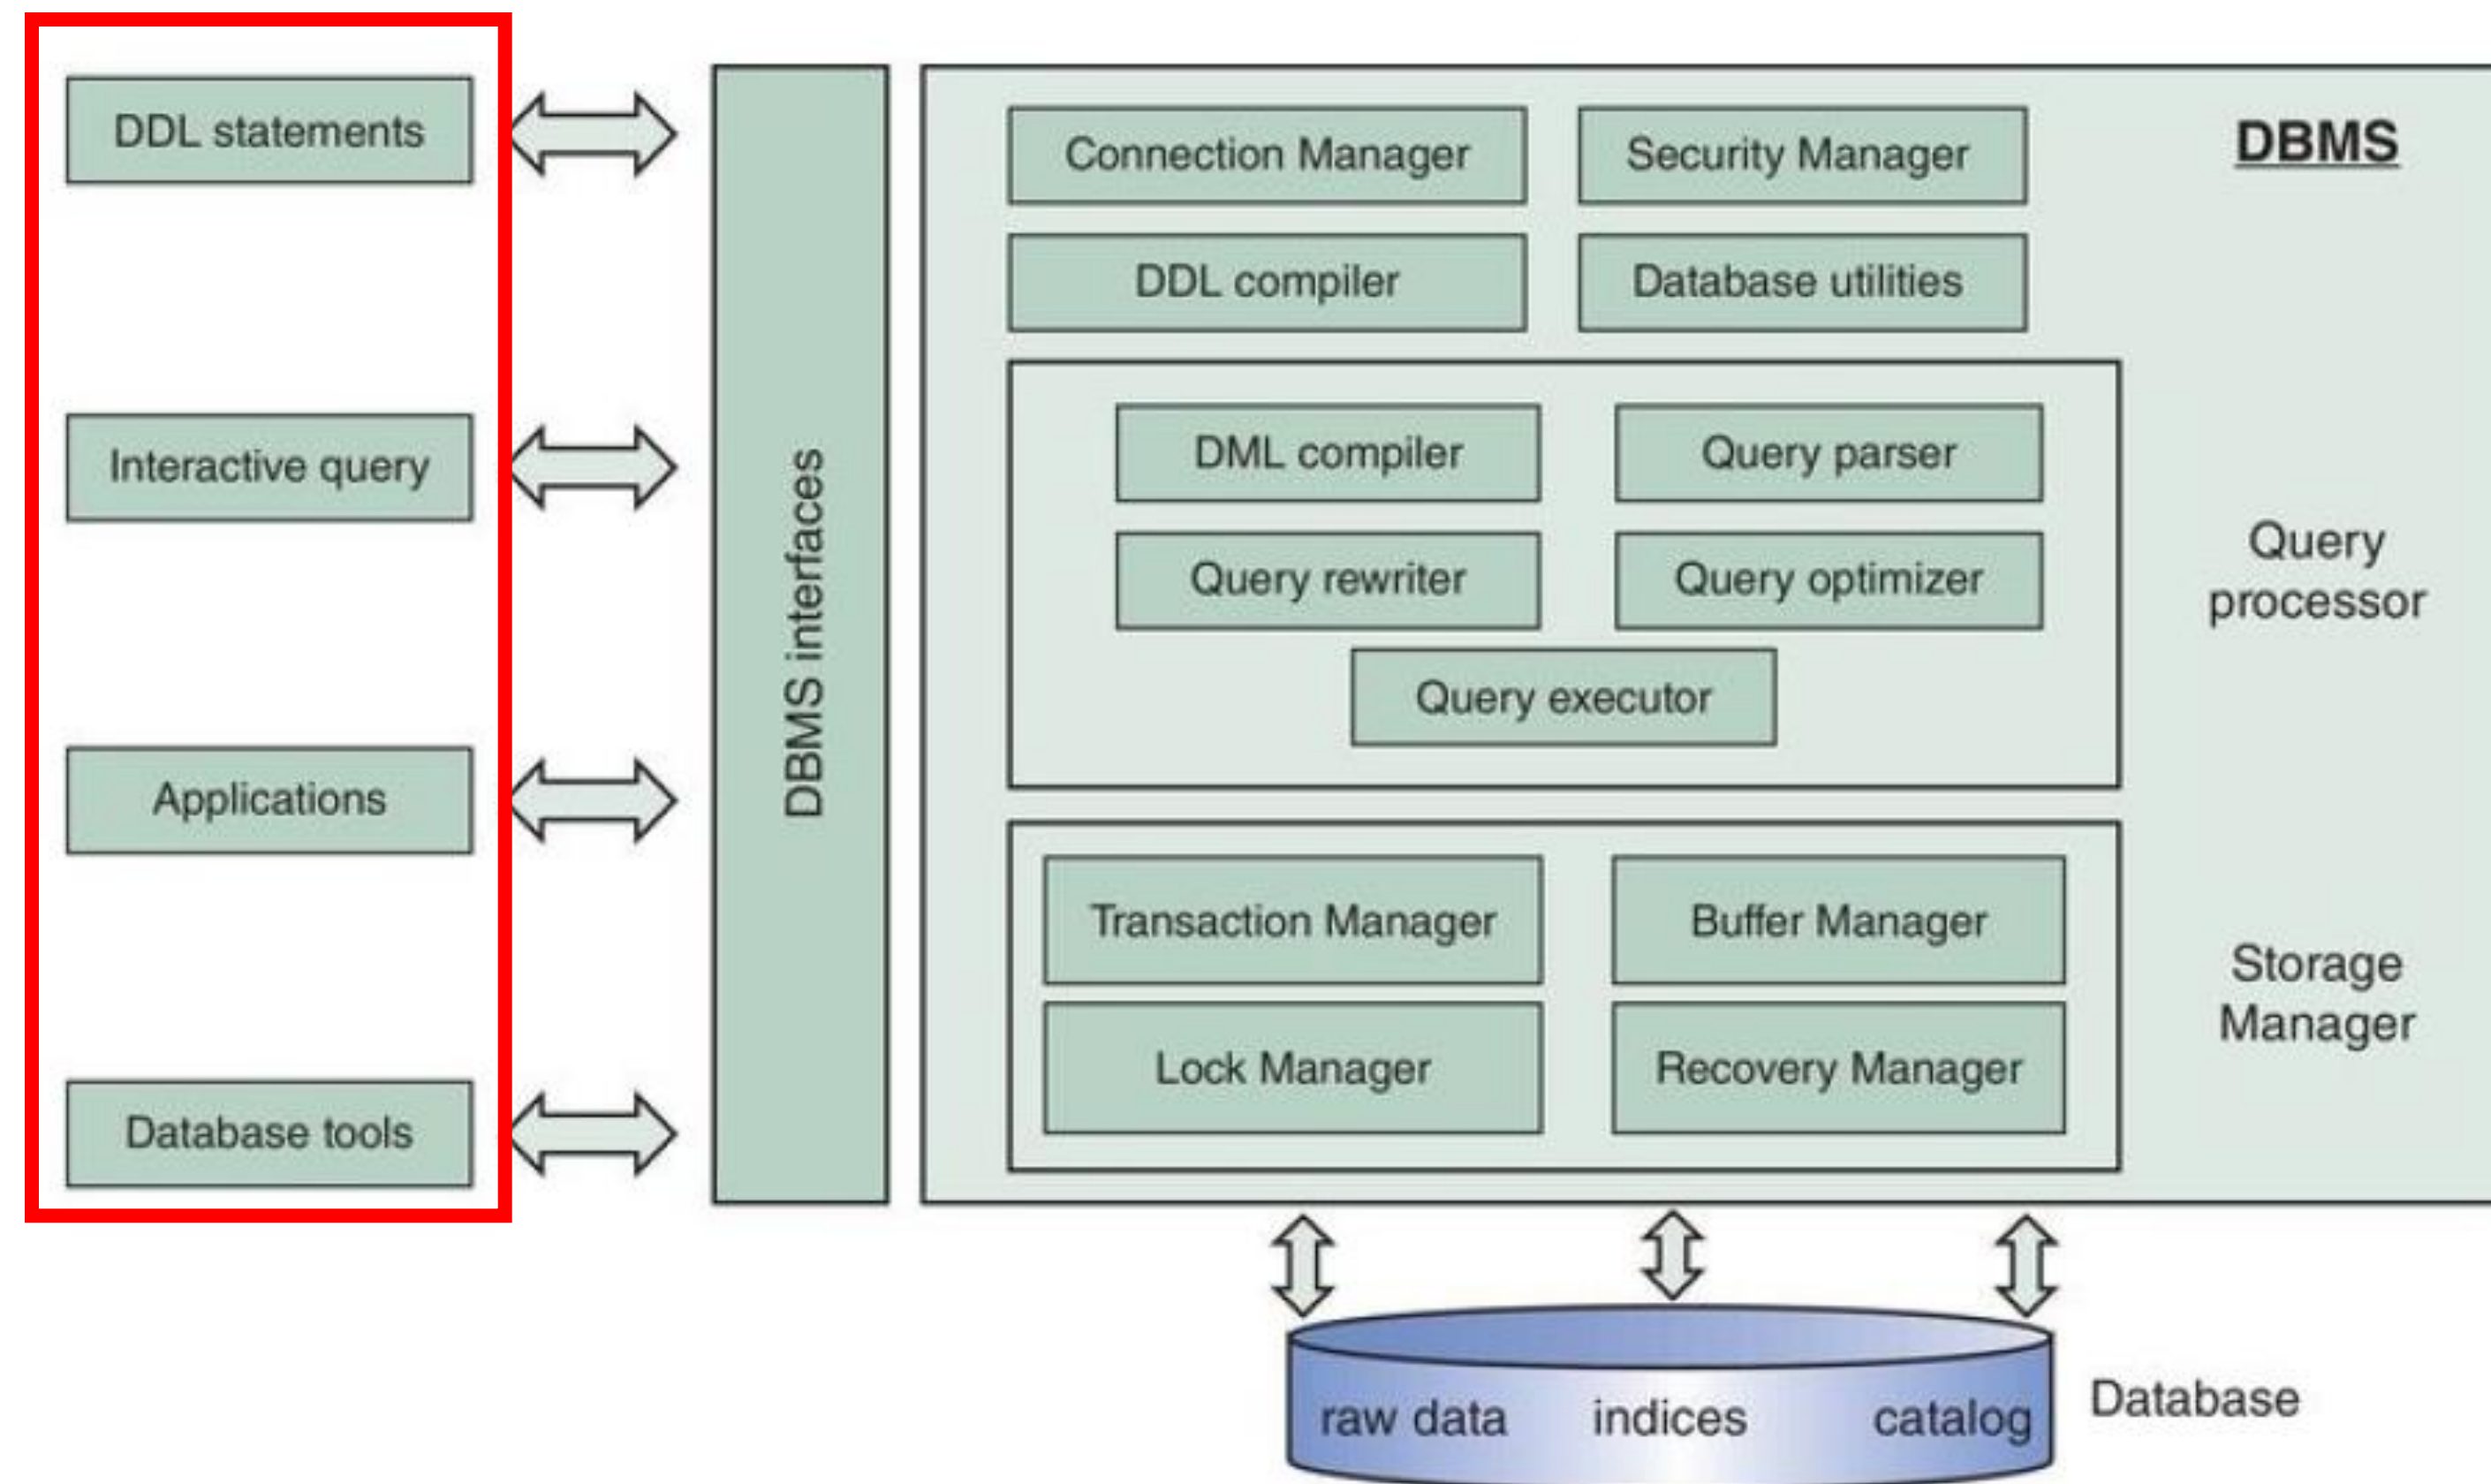 DDL statements
Interactive query
Applications
Database tools
DBMS interfaces
DBMS
Connection Manager
Security Manager
DDL compiler
Database utilities
DML compiler
Query parser
Query rewriter
Query optimizer
Query executor
Query
processor
Transaction Manager
Buffer Manager
Lock Manager
Recovery Manager
Storage
Manager
raw data
indices
catalog
Database